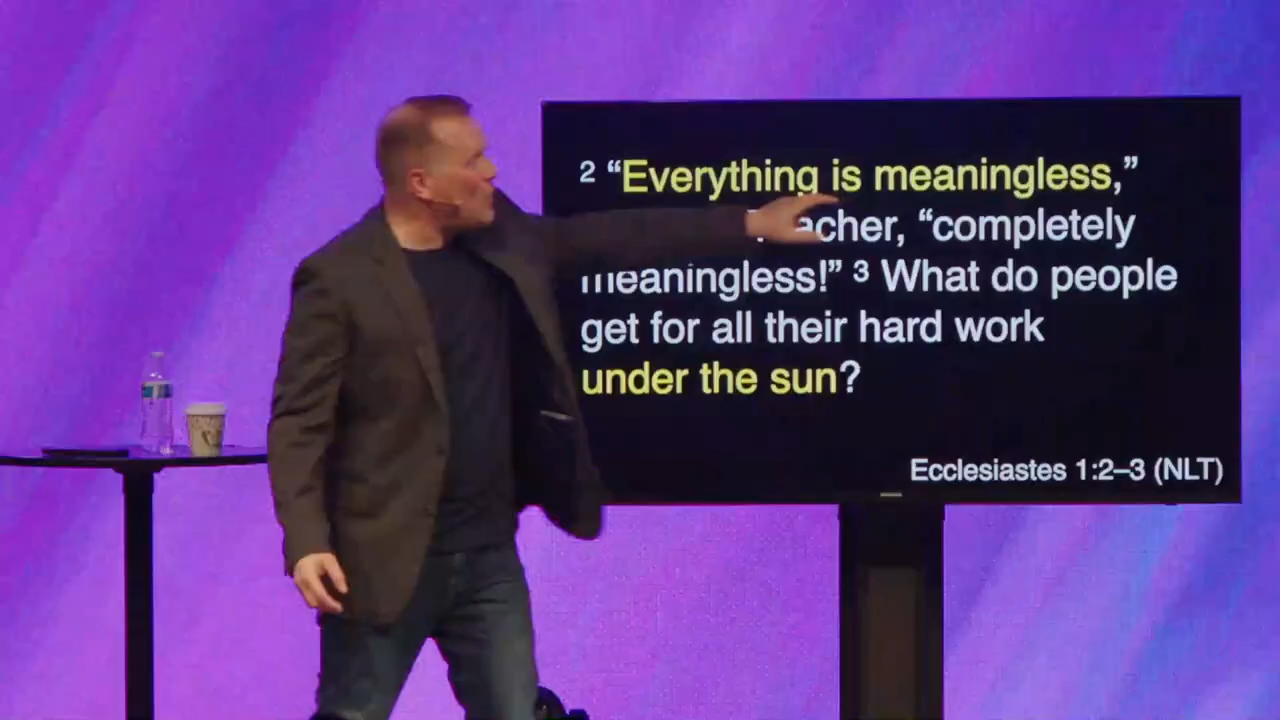 2 “Everything is meaningless,”
“completely
meaningless!” 3 What do people
get for all their hard work
under the sun?
Ecclesiastes 1:2–3 (NLT)